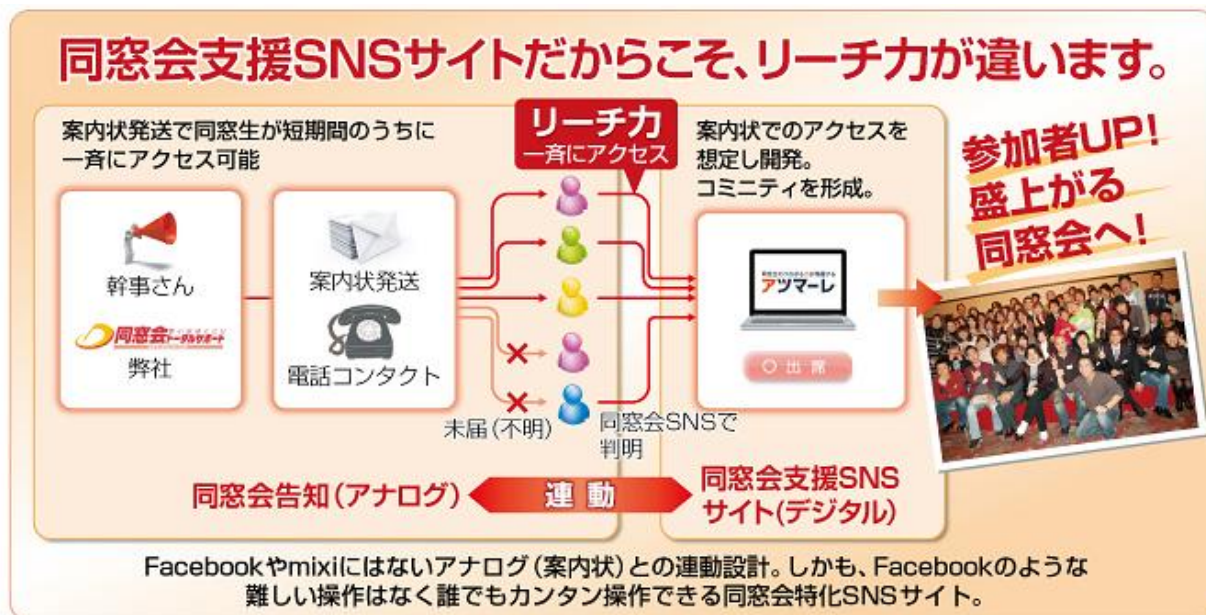 同窓会支援SNSサイトだからこそ、リーチ力が違います。
案内状発送で同窓生が短期間のうちに
一斉にアクセス可能
リーチ力
一斉にアクセス
案内状でのアクセスを
想定し開発。
コミニティを形成。
参加者UP!
盛上がる
同窓会へ!
幹事さん
同窓会
トータルサポート
弊社
案内状発送
電話コンタクト
アツマーレ
○出席
未届(不明)
同窓会SNSで
判明
同窓会告知(アナログ)
連動
同窓会支援SNS
サイト(デジタル)
Facebookやmixiにはないアナログ(案内状)との連動設計。しかも、Facebookのような
難しい操作はなく誰でもカンタン操作できる同窓会特化SNSサイト。